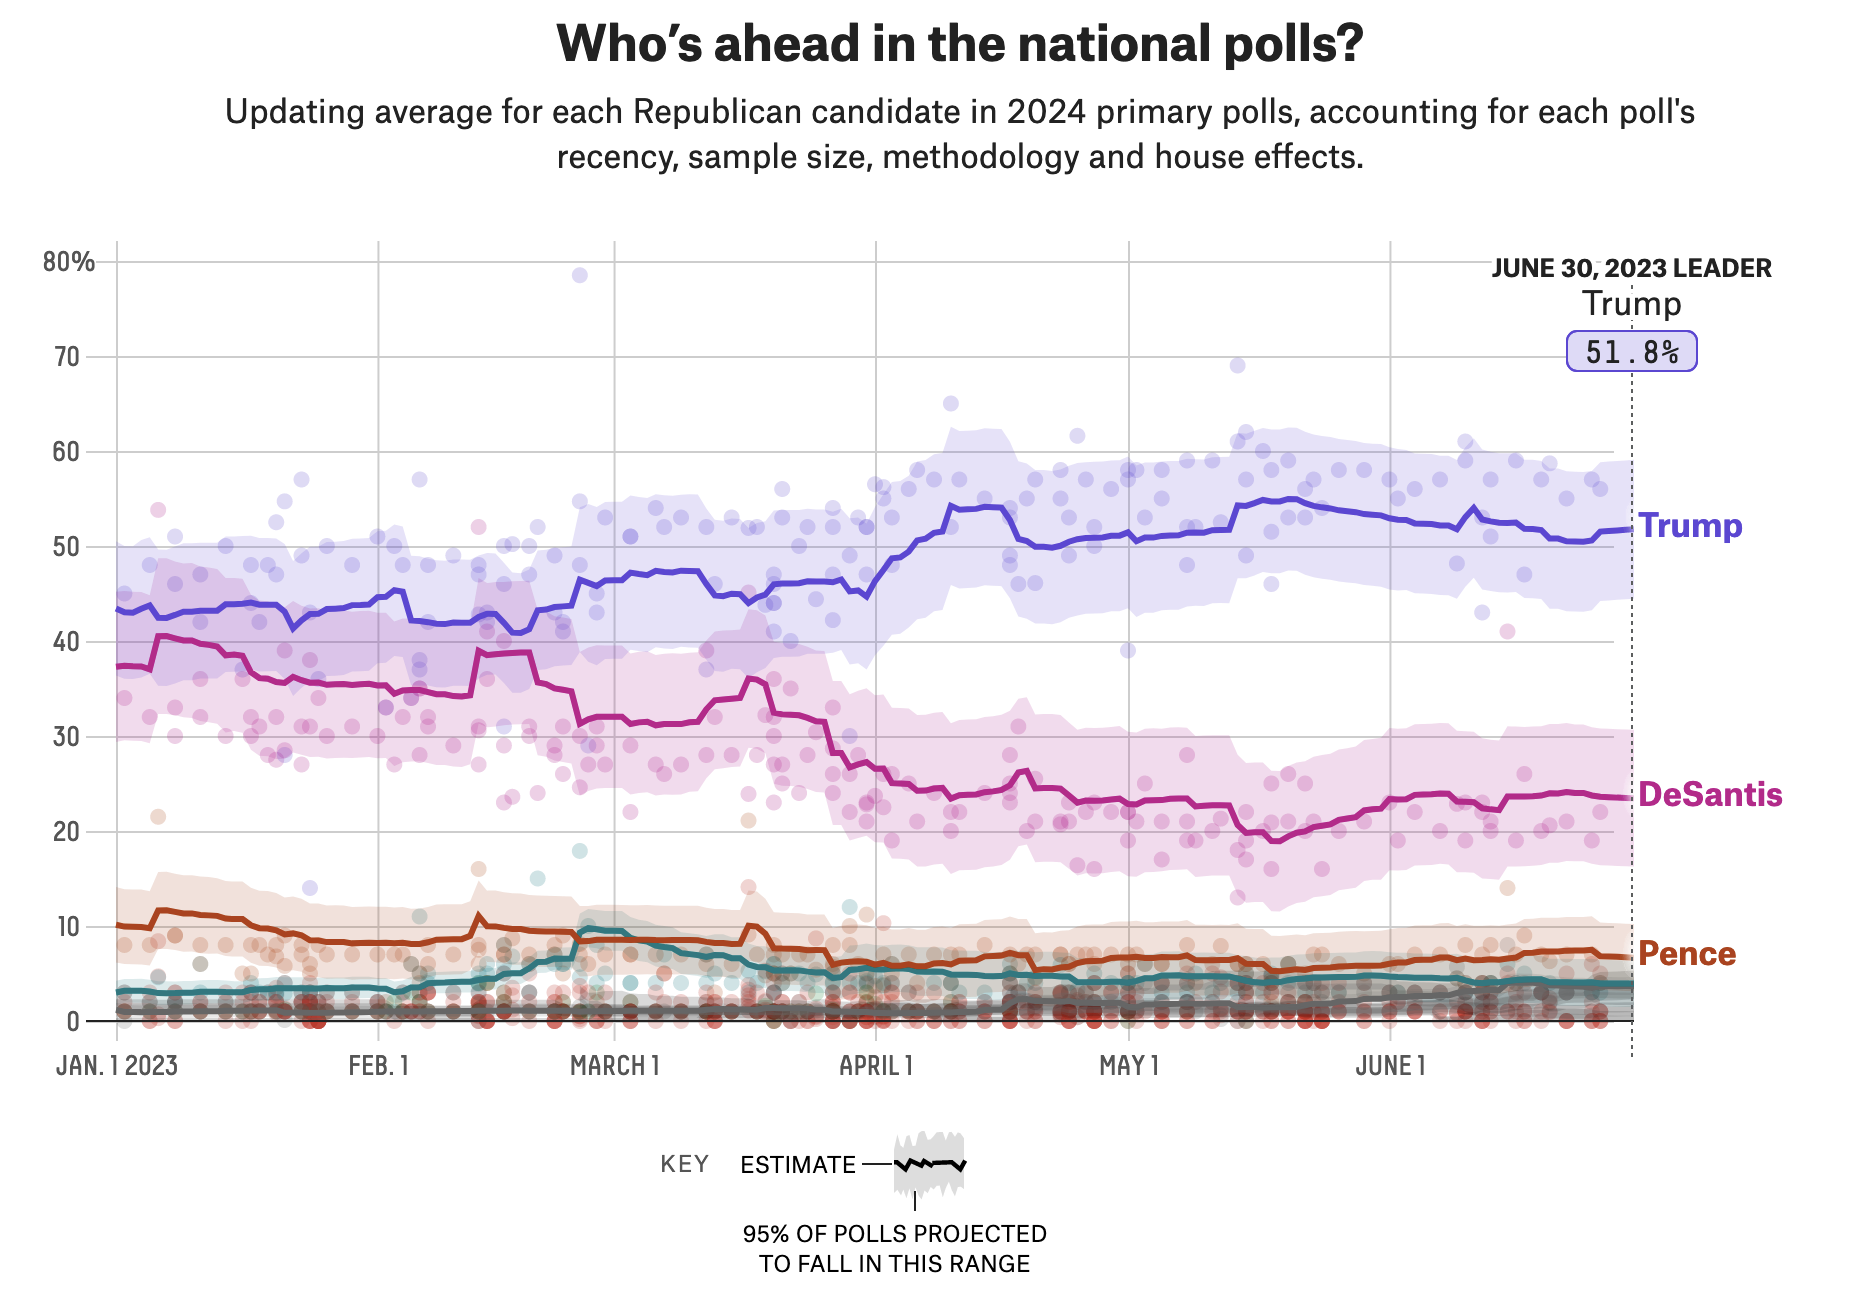 Who’s ahead in the national polls?
Updating average for each Republican candidate in 2024 primary polls, accounting for each poll's
recency, sample size, methodology and house effects.
80%
JUNE 30, 2023 LEADER
Trump
51.8%
70
60
50
Trump
40
30
DeSantis
20
10
Pence
0
JAN. 1 2023
FEB. 1
MARCH 1
APRIL 1
MAY 1
JUNE 1
KEY
ESTIMATE
95% OF POLLS PROJECTED
TO FALL IN THIS RANGE